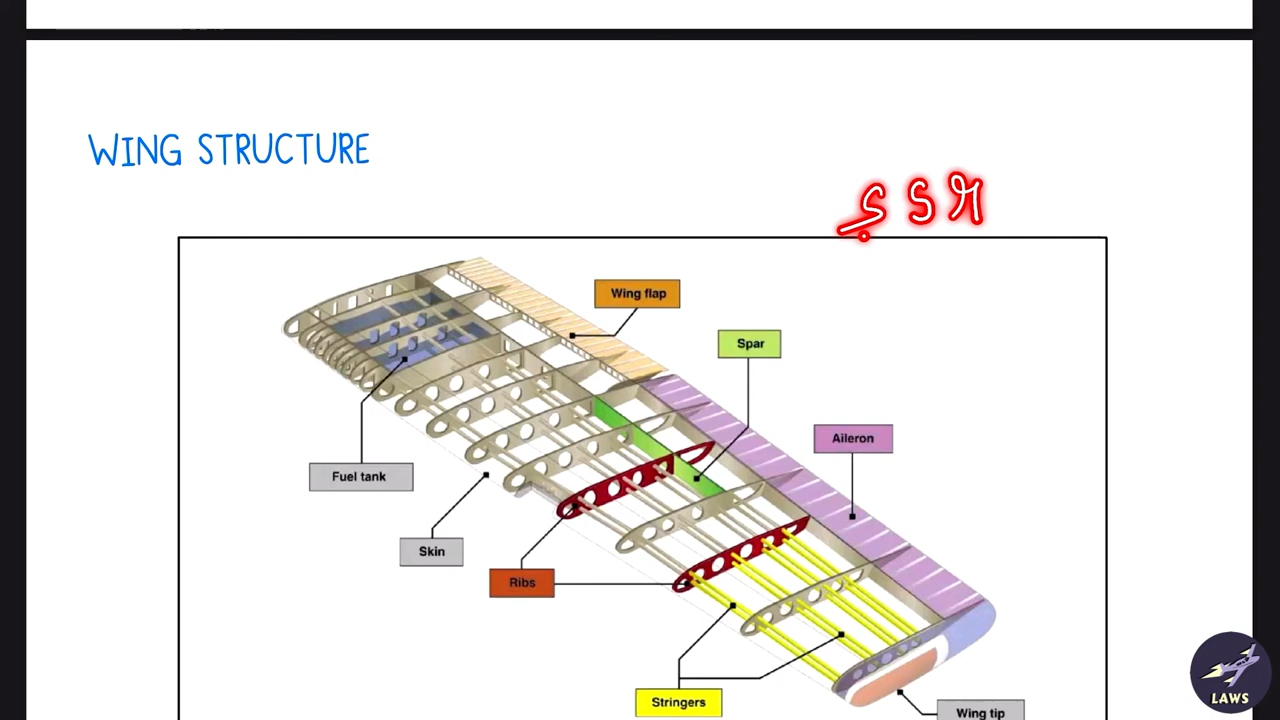 WING STRUCTURE
S S R
Wing flap
Spar
Aileron
Fuel tank
Skin
Ribs
Stringers
Wing tip
LAWS